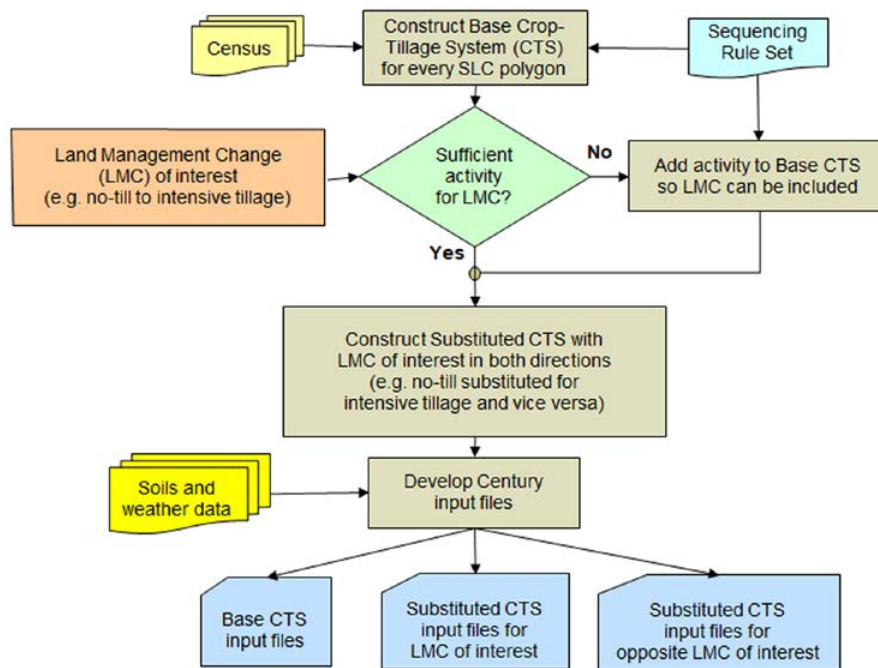 Census
Construct Base Crop-
Tillage System (CTS)
for every SLC polygon
Sequencing
Rule Set
Land Management Change
(LMC) of interest
(e.g. no-till to intensive tillage)
Sufficient
activity
for LMC?
No
Add activity to Base CTS
so LMC can be included
Yes
Construct Substituted CTS with
LMC of interest in both directions
(e.g. no-till substituted for
intensive tillage and vice versa)
Soils and
weather data
Develop Century
input files
Base CTS
input files
Substituted CTS
input files for
LMC of interest
Substituted CTS
input files for
opposite LMC of interest